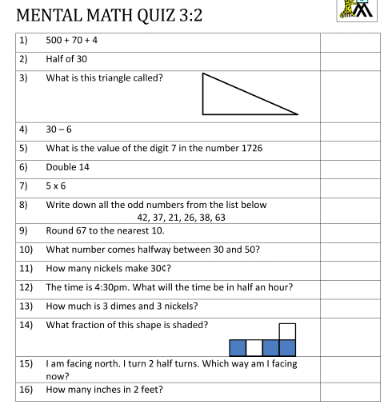 MENTAL MATH QUIZ 3:2
1) 500 + 70 + 4
2) Half of 30
3) What is this triangle called?
4) 30 – 6
5) What is the value of the digit 7 in the number 1726
6) Double 14
7) 5 x 6
8) Write down all the odd numbers from the list below
42, 37, 21, 26, 38, 63
9) Round 67 to the nearest 10.
10) What number comes halfway between 30 and 50?
11) How many nickels make 30¢?
12) The time is 4:30pm. What will the time be in half an hour?
13) How much is 3 dimes and 3 nickels?
14) What fraction of this shape is shaded?
15) I am facing north. I turn 2 half turns. Which way am I facing
now?
16) How many inches in 2 feet?